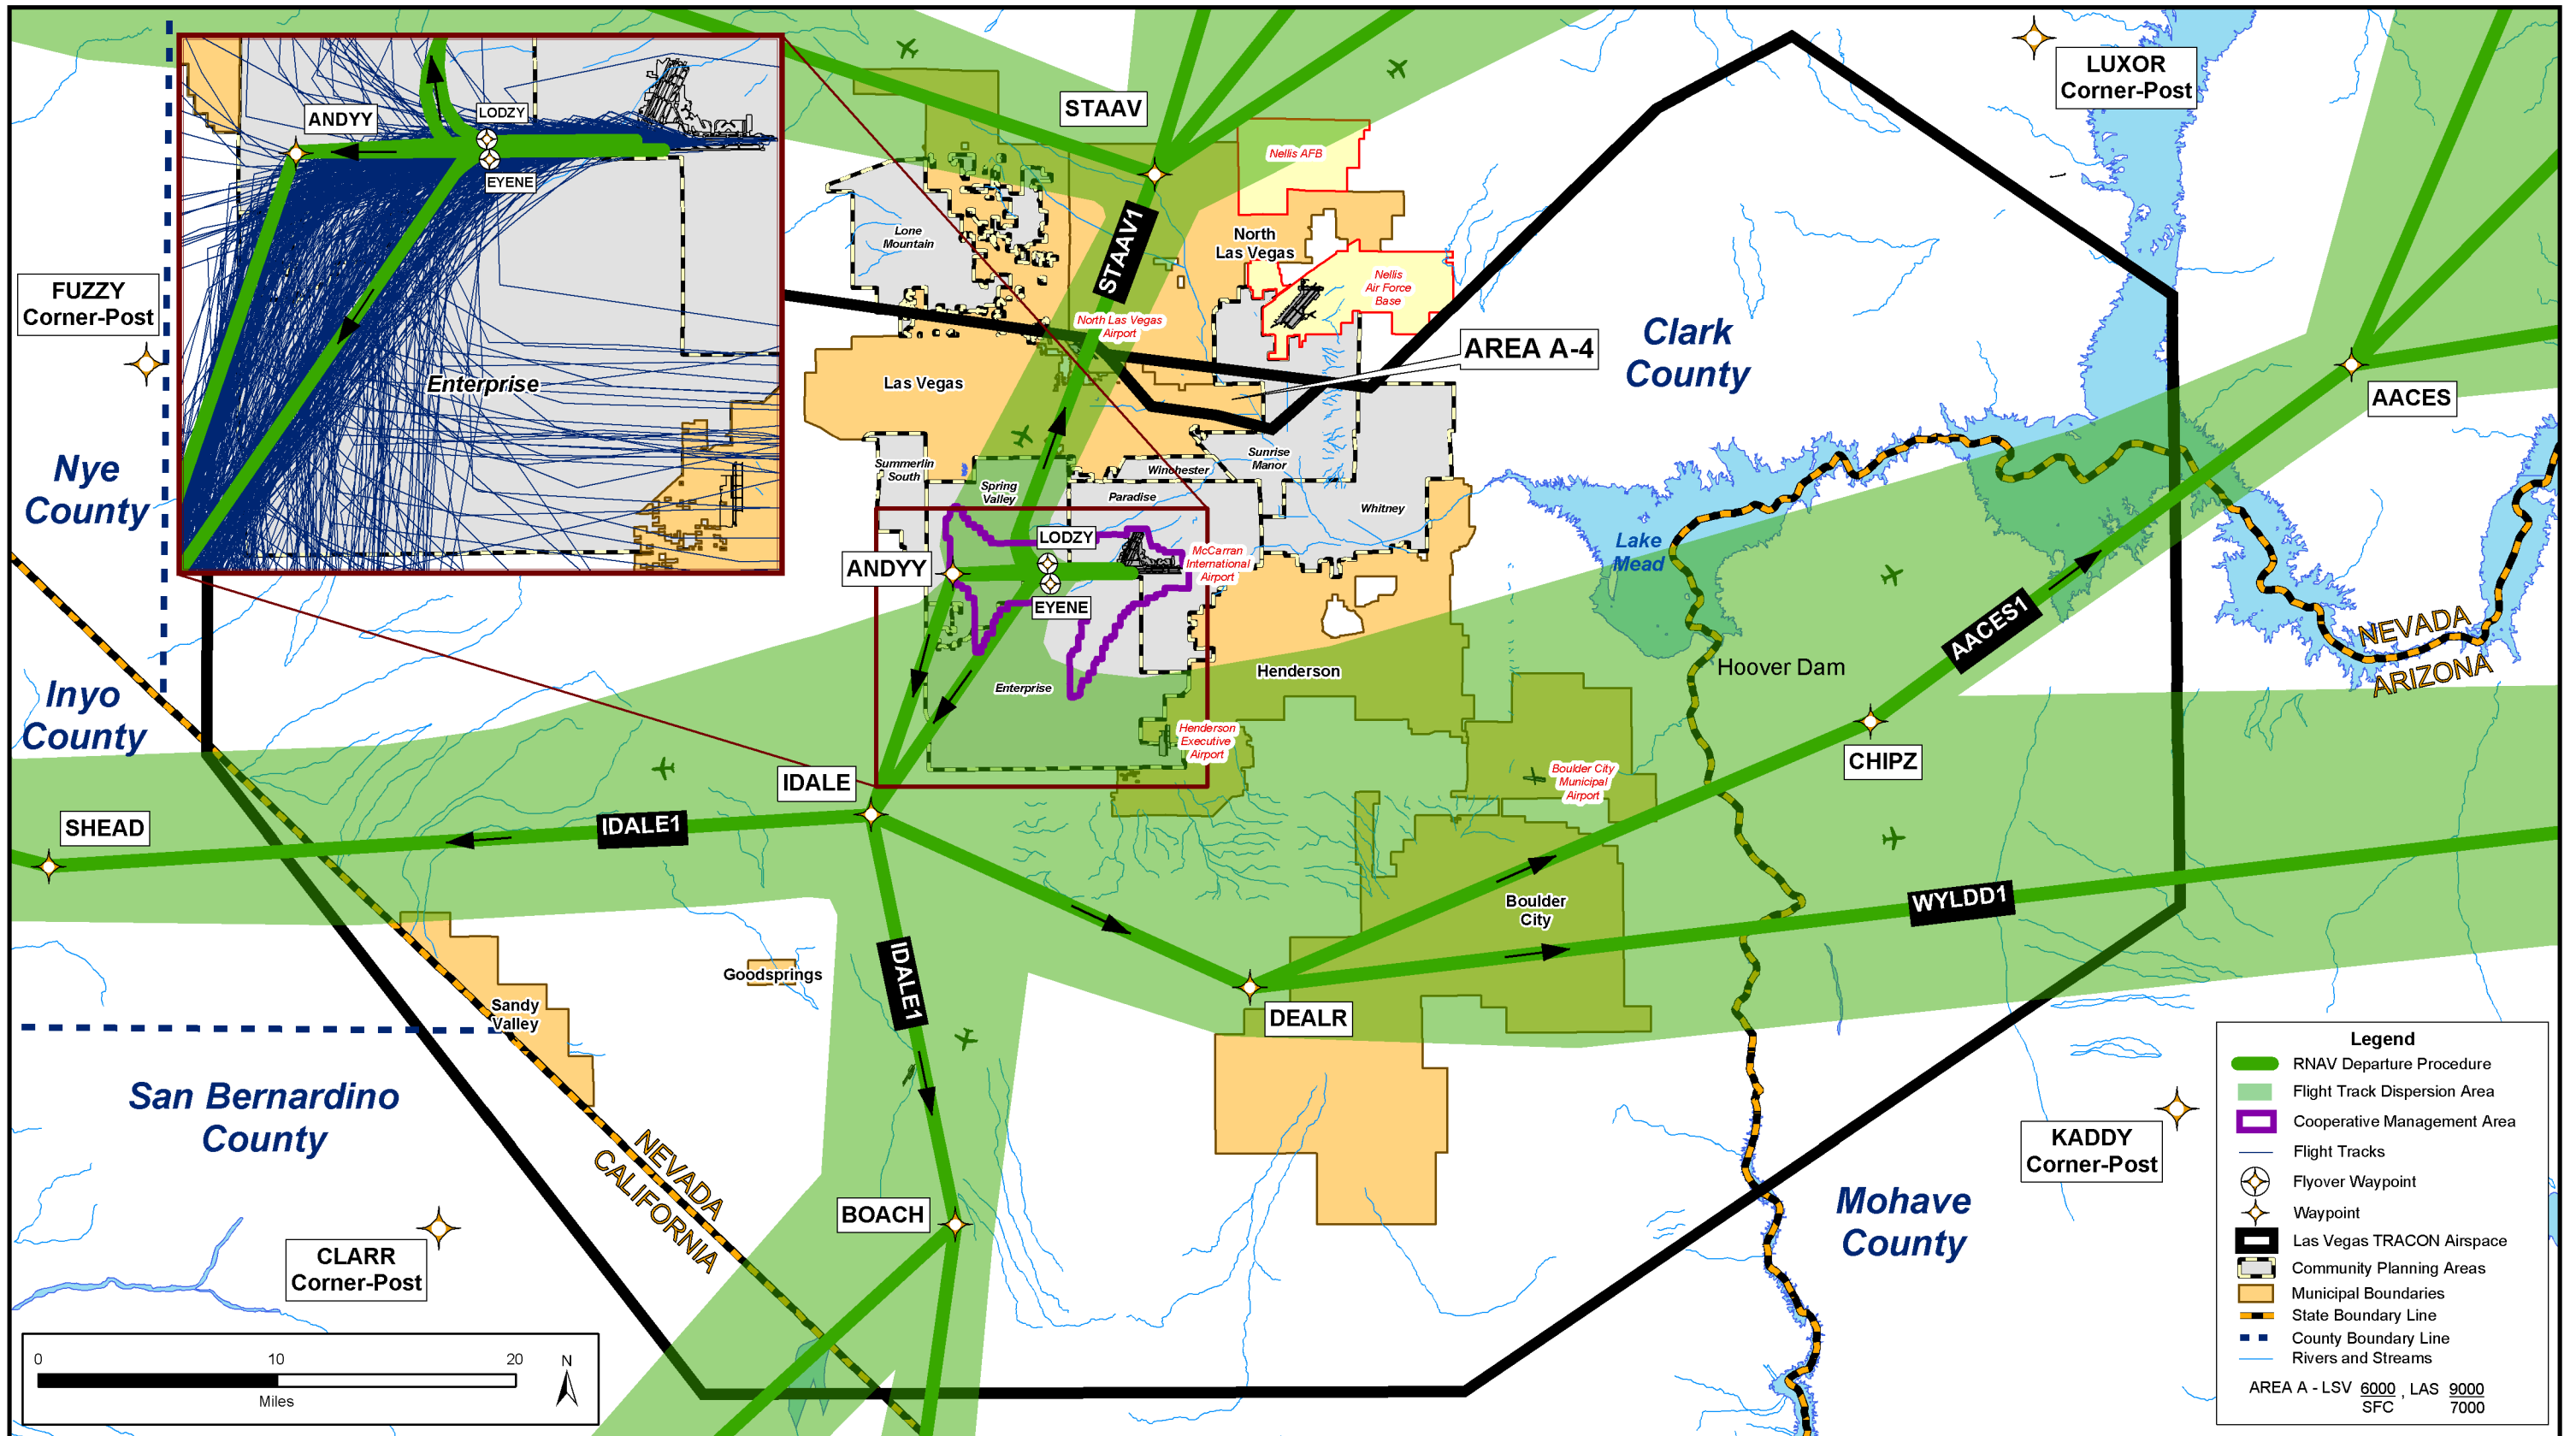 LUXOR
Corner-Post
ANDYY
LODZY
EYENE
Enterprise
STAAV
Nellis AFB
STAAV1
Lone
Mountain
North
Las Vegas
Nellis
Air Force
Base
FUZZY
Corner-Post
North Las Vegas
Airport
AREA A-4
Clark
County
Las Vegas
AACES
Nye
County
Summerlin
South
Spring
Valley
Winchester
Sunrise
Manor
Paradise
Whitney
LODZY
ANDYY
McCarran
International
Airport
EYENE
Lake
Mead
AACES1
NEVADA
ARIZONA
Hoover Dam
Henderson
Enterprise
Inyo
County
Henderson
Executive
Airport
CHIPZ
Boulder City
Municipal
Airport
IDALE
SHEAD
IDALE1
WYLDD1
Boulder
City
IDALE1
Goodsprings
Sandy
Valley
DEALR
San Bernardino
County
NEVADA
CALIFORNIA
BOACH
CLARR
Corner-Post
KADDY
Corner-Post
Mohave
County
0 10 20
Miles
N
Legend
RNAV Departure Procedure
Flight Track Dispersion Area
Cooperative Management Area
Flight Tracks
Flyover Waypoint
Waypoint
Las Vegas TRACON Airspace
Community Planning Areas
Municipal Boundaries
State Boundary Line
County Boundary Line
Rivers and Streams
AREA A - LSV 6000 , LAS 9000
SFC 7000